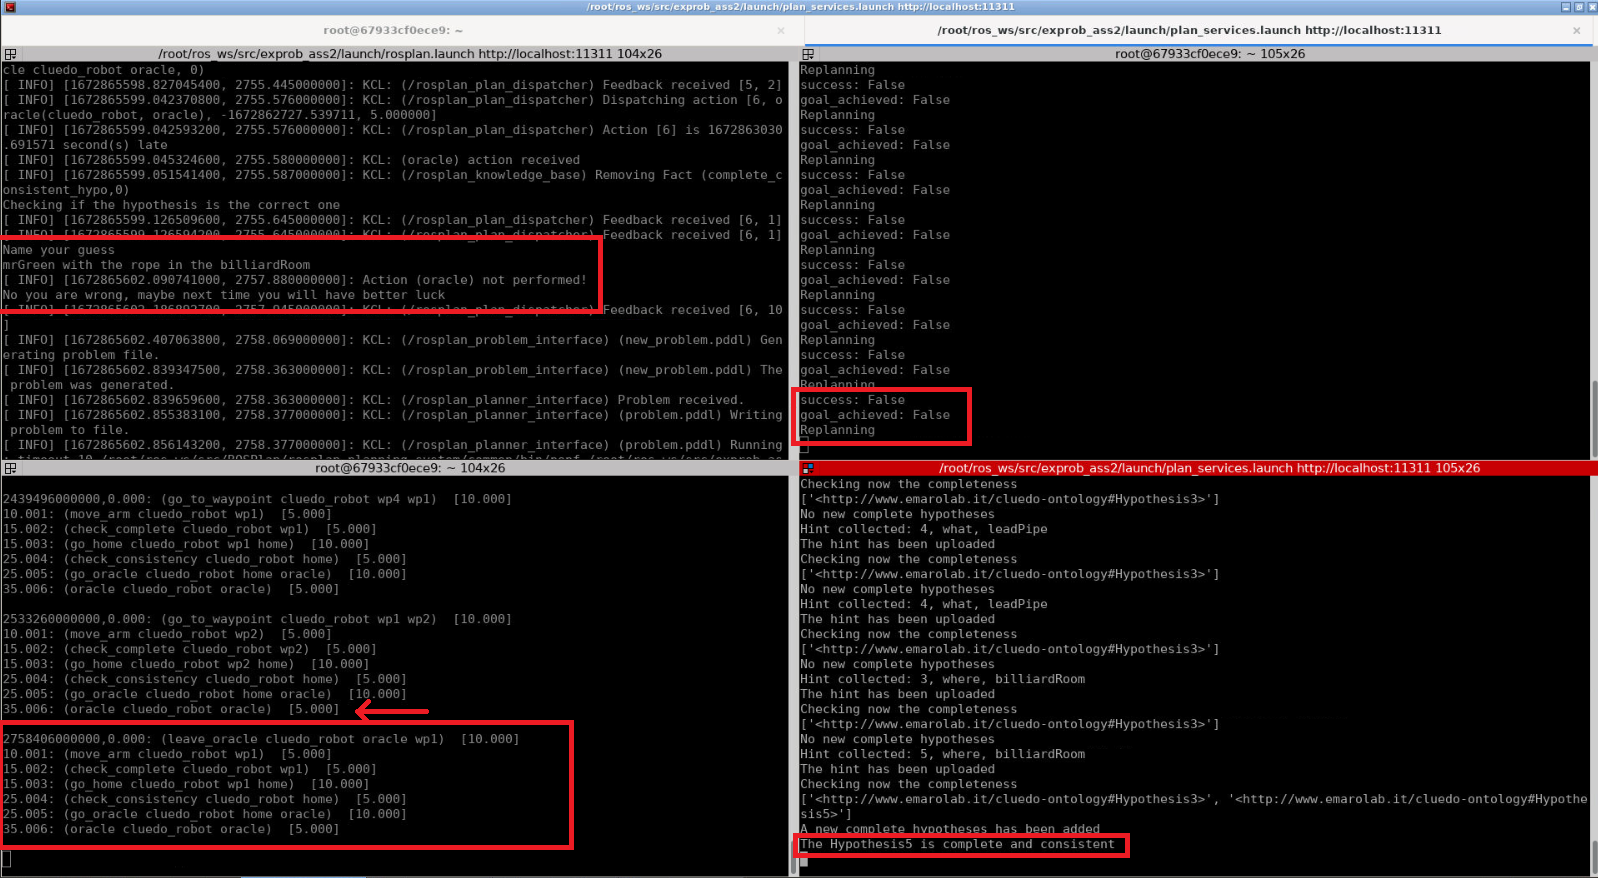 /root/ros_ws/src/exprob_ass2/launch/plan_services.launch http://localhost:11311
root@67933cf0ece9: ~
/root/ros_ws/src/exprob_ass2/launch/plan_services.launch http://localhost:11311
/root/ros_ws/src/exprob_ass2/launch/rosplan.launch http://localhost:11311 104x26
cle cluedo_robot oracle, 0)
[ INFO] [1672865598.827045400, 2755.445000000]: KCL: (/rosplan_plan_dispatcher) Feedback received [5, 2]
[ INFO] [1672865599.042370800, 2755.576000000]: KCL: (/rosplan_plan_dispatcher) Dispatching action [6, o
racle(cluedo_robot, oracle), -1672862727.539711, 5.000000]
[ INFO] [1672865599.042593200, 2755.576000000]: KCL: (/rosplan_plan_dispatcher) Action [6] is 1672863030
.691571 second(s) late
[ INFO] [1672865599.045324600, 2755.580000000]: KCL: (oracle) action received
[ INFO] [1672865599.051541400, 2755.587000000]: KCL: (/rosplan_knowledge_base) Removing Fact (complete_c
onsistent_hypo,0)
Checking if the hypothesis is the correct one
[ INFO] [1672865599.126509600, 2755.645000000]: KCL: (/rosplan_plan_dispatcher) Feedback received [6, 1]
[ INFO] [1672865599.126594200, 2755.645000000]: KCL: (/rosplan_plan_dispatcher) Feedback received [6, 1]
Name your guess
mrGreen with the rope in the billiardRoom
[ INFO] [1672865602.090741000, 2757.880000000]: Action (oracle) not performed!
No you are wrong, maybe next time you will have better luck
[ INFO] 2757.945000000]: KCL: (/rosplan_plan_dispatcher) Feedback received [6, 10
]
[ INFO] [1672865602.407063800, 2758.069000000]: KCL: (/rosplan_problem_interface) (new_problem.pddl) Gen
erating problem file.
[ INFO] [1672865602.839347500, 2758.363000000]: KCL: (/rosplan_problem_interface) (new_problem.pddl) The
problem was generated.
[ INFO] [1672865602.839659600, 2758.363000000]: KCL: (/rosplan_planner_interface) Problem received.
[ INFO] [1672865602.855383100, 2758.377000000]: KCL: (/rosplan_planner_interface) (problem.pddl) Writing
problem to file.
[ INFO] [1672865602.856143200, 2758.377000000]: KCL: (/rosplan_planner_interface) (problem.pddl) Running
root@67933cf0ece9: ~ 105x26
Replanning
success: False
goal_achieved: False
Replanning
success: False
goal_achieved: False
Replanning
success: False
goal_achieved: False
Replanning
success: False
goal_achieved: False
Replanning
success: False
goal_achieved: False
Replanning
success: False
goal_achieved: False
Replanning
success: False
goal_achieved: False
Replanning
success: False
goal_achieved: False
Replanning
root@67933cf0ece9: ~ 104x26
2439496000000,0.000: (go_to_waypoint cluedo_robot wp4 wp1) [10.000]
10.001: (move_arm cluedo_robot wp1) [5.000]
15.002: (check_complete cluedo_robot wp1) [5.000]
15.003: (go_home cluedo_robot wp1 home) [10.000]
25.004: (check_consistency cluedo_robot home) [5.000]
25.005: (go_oracle cluedo_robot home oracle) [10.000]
35.006: (oracle cluedo_robot oracle) [5.000]
2533260000000,0.000: (go_to_waypoint cluedo_robot wp1 wp2) [10.000]
10.001: (move_arm cluedo_robot wp2) [5.000]
15.002: (check_complete cluedo_robot wp2) [5.000]
15.003: (go_home cluedo_robot wp2 home) [10.000]
25.004: (check_consistency cluedo_robot home) [5.000]
25.005: (go_oracle cluedo_robot home oracle) [10.000]
35.006: (oracle cluedo_robot oracle) [5.000]
2758406000000,0.000: (leave_oracle cluedo_robot oracle wp1) [10.000]
10.001: (move_arm cluedo_robot wp1) [5.000]
15.002: (check_complete cluedo_robot wp1) [5.000]
15.003: (go_home cluedo_robot wp1 home) [10.000]
25.004: (check_consistency cluedo_robot home) [5.000]
25.005: (go_oracle cluedo_robot home oracle) [10.000]
35.006: (oracle cluedo_robot oracle) [5.000]
/root/ros_ws/src/exprob_ass2/launch/plan_services.launch http://localhost:11311 105x26
Checking now the completeness
['<http://www.emarolab.it/cluedo-ontology#Hypothesis3>']
No new complete hypotheses
Hint collected: 4, what, leadPipe
The hint has been uploaded
Checking now the completeness
['<http://www.emarolab.it/cluedo-ontology#Hypothesis3>']
No new complete hypotheses
Hint collected: 4, what, leadPipe
The hint has been uploaded
Checking now the completeness
['<http://www.emarolab.it/cluedo-ontology#Hypothesis3>']
No new complete hypotheses
Hint collected: 3, where, billiardRoom
The hint has been uploaded
Checking now the completeness
['<http://www.emarolab.it/cluedo-ontology#Hypothesis3>']
No new complete hypotheses
Hint collected: 5, where, billiardRoom
The hint has been uploaded
Checking now the completeness
['<http://www.emarolab.it/cluedo-ontology#Hypothesis3>', '<http://www.emarolab.it/cluedo-ontology#Hypothe
sis5>']
A new complete hypotheses has been added
The Hypothesis5 is complete and consistent